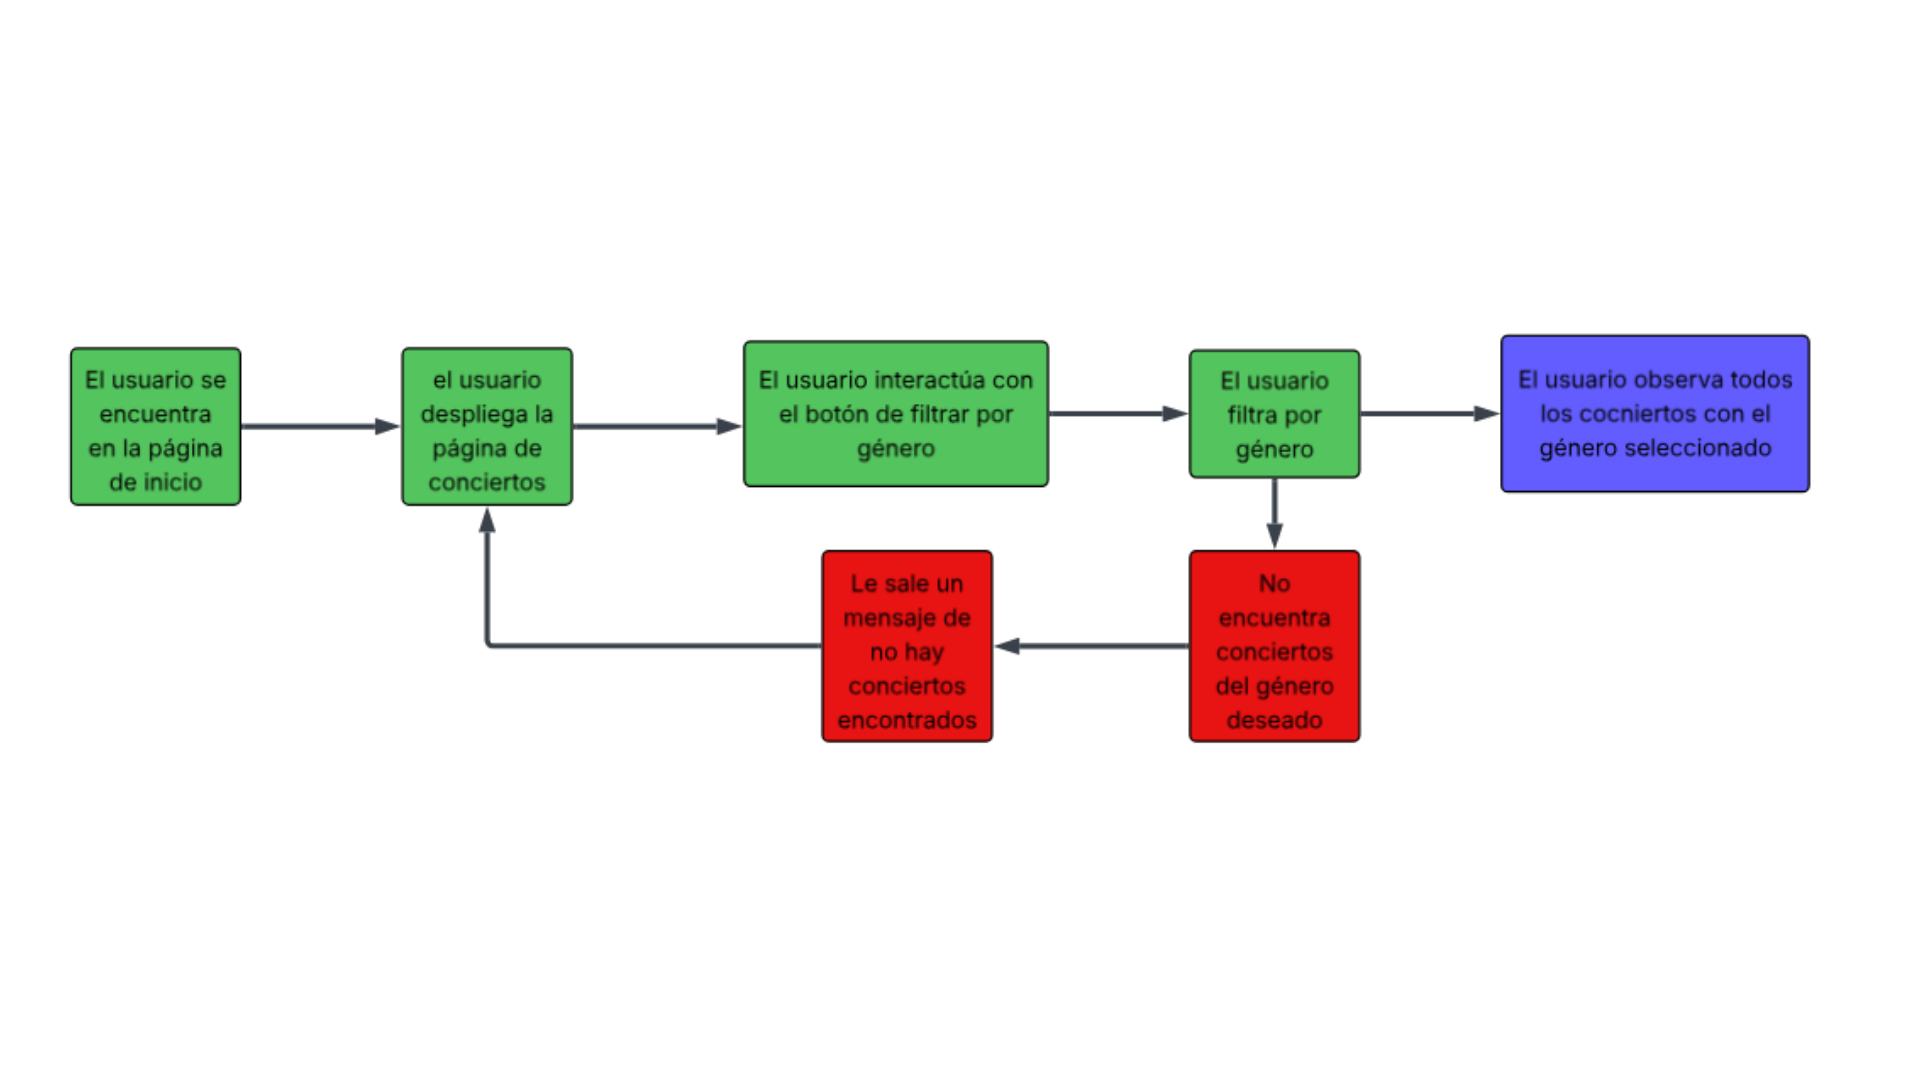 El usuario se
encuentra
en la página
de inicio
el usuario
despliega la
página de
conciertos
El usuario interactúa con
el botón de filtrar por
género
El usuario
filtra por
género
El usuario observa todos
los cocniertos con el
género seleccionado
Le sale un
mensaje de
no hay
conciertos
encontrados
No
encuentra
conciertos
del género
deseado